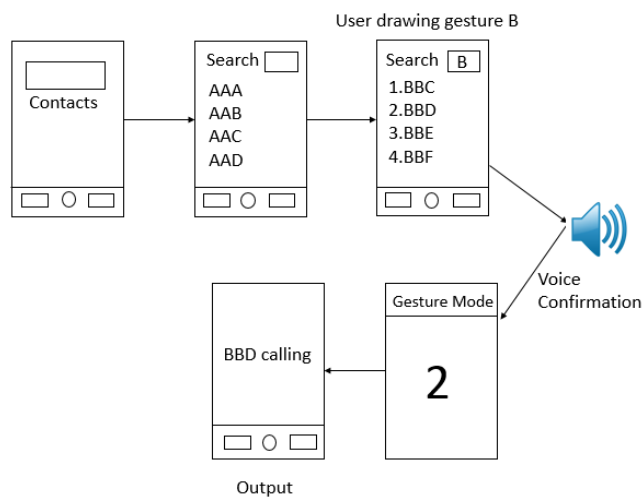 User drawing gesture B
Contacts
Search
AAA
AAB
AAC
AAD
Search B
1.BBC
2.BBD
3.BBE
4.BBF
Voice
Confirmation
Gesture Mode
2
BBD calling
Output